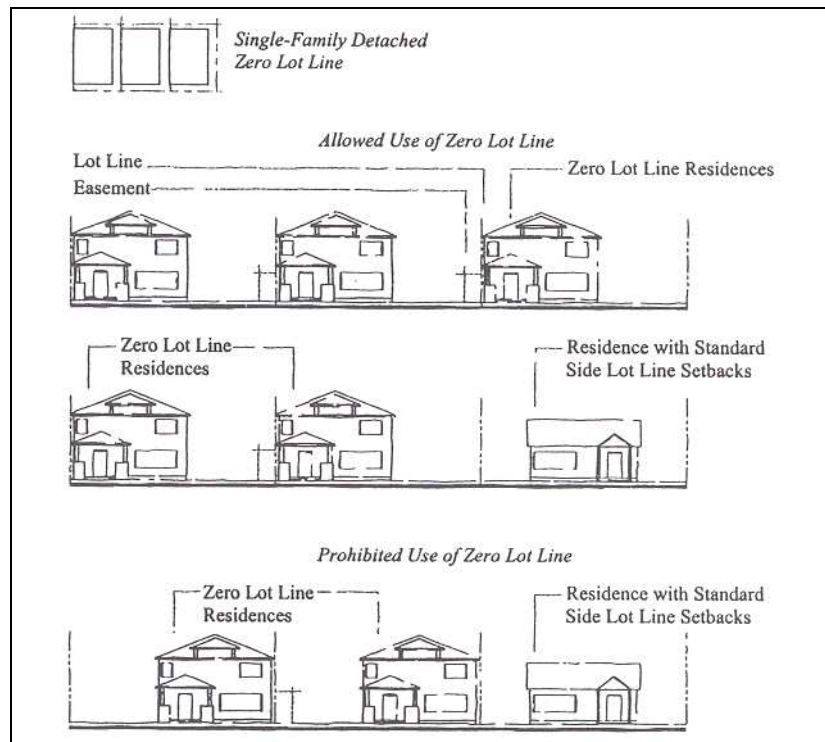 Single-Family Detached
Zero Lot Line
Allowed Use of Zero Lot Line
Lot Line
Zero Lot Line Residences
Easement
Zero Lot Line
Residences
Residence with Standard
Side Lot Line Setbacks
Prohibited Use of Zero Lot Line
Zero Lot Line
Residences
Residence with Standard
Side Lot Line Setbacks